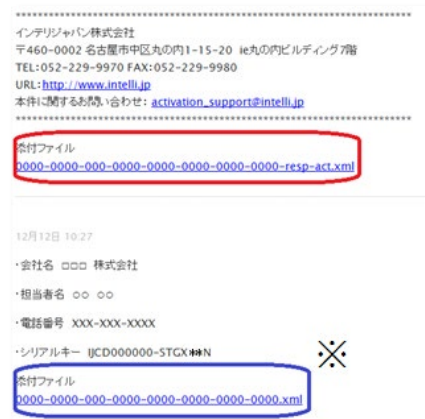 ********************************************************************************
インテリジャパン株式会社
〒460-0002 名古屋市中区丸の内1-15-20 ie丸の内ビルディング7階
TEL:052-229-9970 FAX:052-229-9980
URL:http://www.intelli.jp
本件に関するお問い合わせ: activation_support@intelli.jp
********************************************************************************
添付ファイル
0000-0000-000-0000-0000-0000-0000-0000-resp-act.xml
12月12日 10:27
・会社名 □□□ 株式会社
・担当者名 ○○ ○○
・電話番号 XXX-XXX-XXXX
・シリアルキー IJCD000000-STGX**N
※
添付ファイル
0000-0000-000-0000-0000-0000-0000-0000.xml